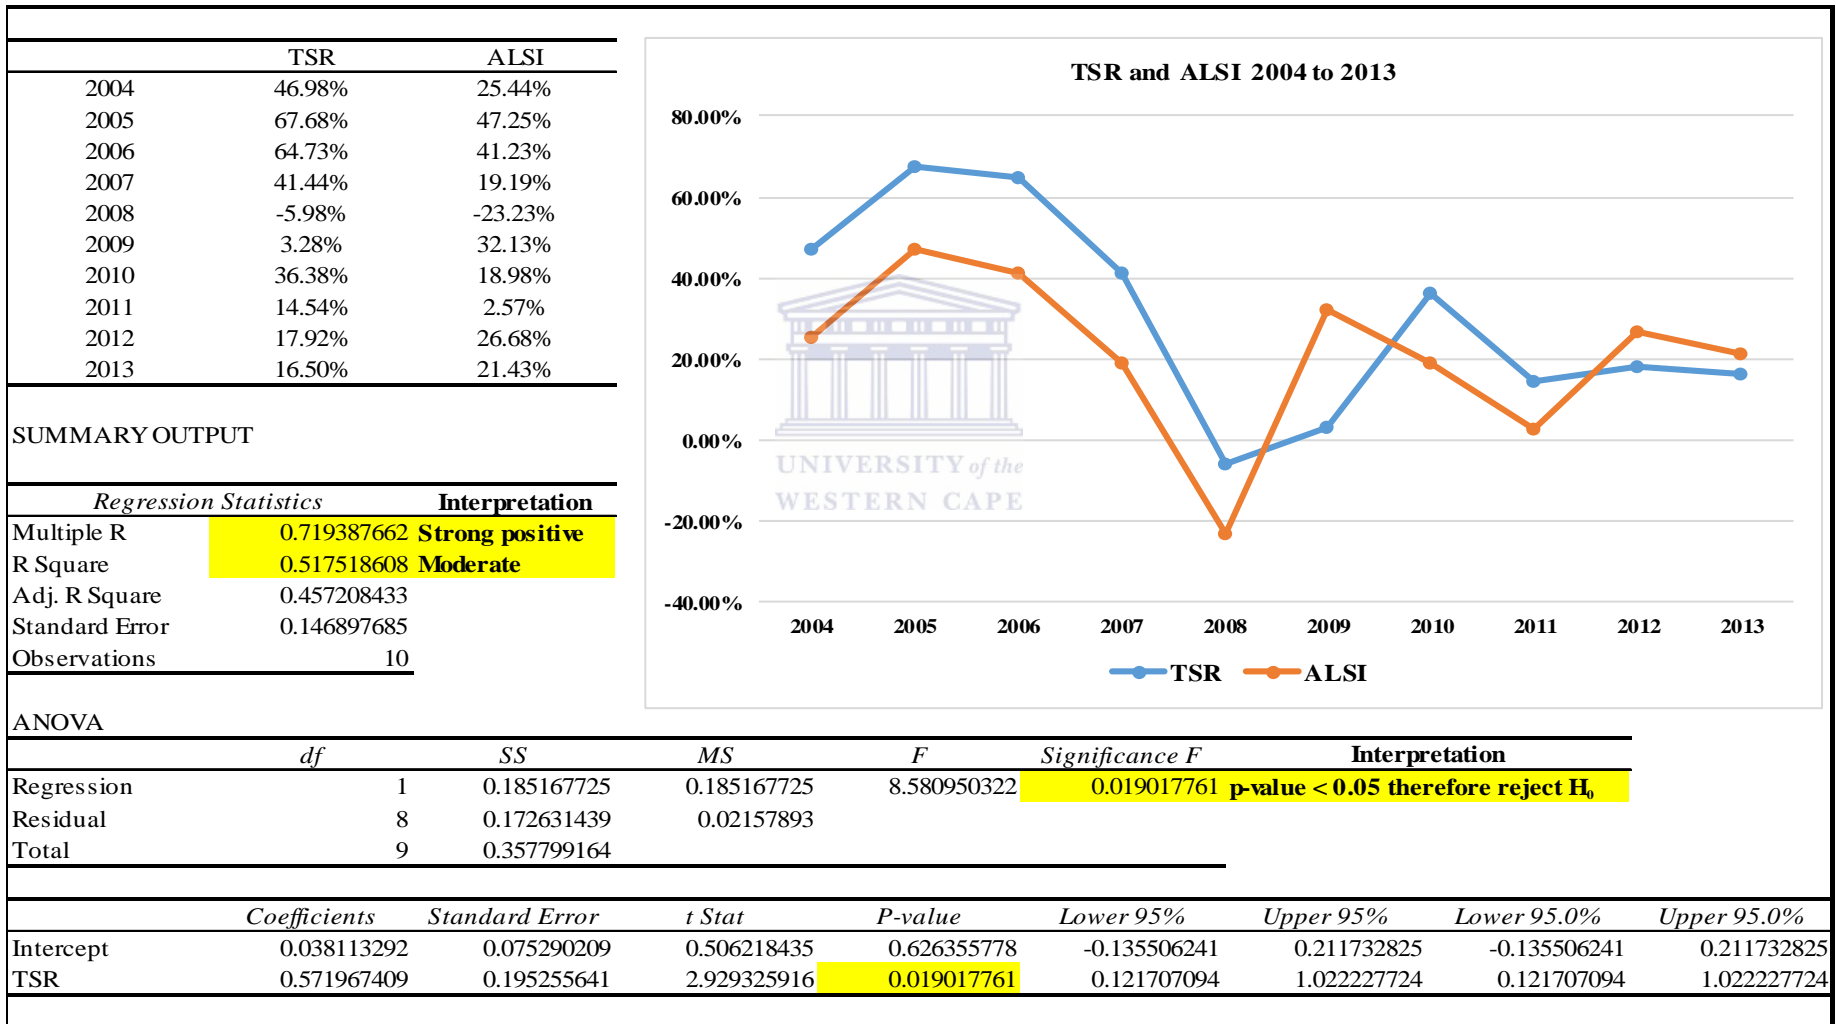 TSR ALSI
2004 46.98% 25.44%
2005 67.68% 47.25%
2006 64.73% 41.23%
2007 41.44% 19.19%
2008 -5.98% -23.23%
2009 3.28% 32.13%
2010 36.38% 18.98%
2011 14.54% 2.57%
2012 17.92% 26.68%
2013 16.50% 21.43%
TSR and ALSI 2004 to 2013
80.00%
60.00%
40.00%
20.00%
0.00%
-20.00%
-40.00%
2004 2005 2006 2007 2008 2009 2010 2011 2012 2013
TSR ALSI
UNIVERSITY of the
WESTERN CAPE
SUMMARY OUTPUT
Regression Statistics Interpretation
Multiple R 0.719387662 Strong positive
R Square 0.517518608 Moderate
Adj. R Square 0.457208433
Standard Error 0.146897685
Observations 10
ANOVA
df SS MS F Significance F Interpretation
Regression 1 0.185167725 0.185167725 8.580950322 0.019017761 p-value < 0.05 therefore reject H₀
Residual 8 0.172631439 0.02157893
Total 9 0.357799164
Coefficients Standard Error t Stat P-value Lower 95% Upper 95% Lower 95.0% Upper 95.0%
Intercept 0.038113292 0.075290209 0.506218435 0.626355778 -0.135506241 0.211732825 -0.135506241 0.211732825
TSR 0.571967409 0.195255641 2.929325916 0.019017761 0.121707094 1.022227724 0.121707094 1.022227724